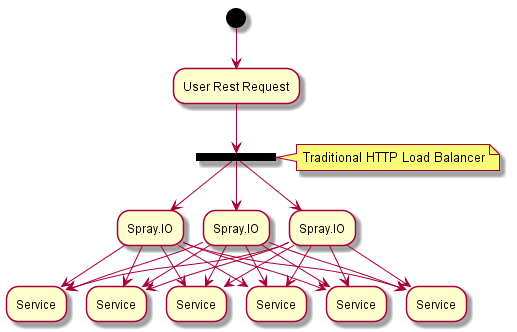 User Rest Request
Traditional HTTP Load Balancer
Spray.IO
Spray.IO
Spray.IO
Service
Service
Service
Service
Service
Service